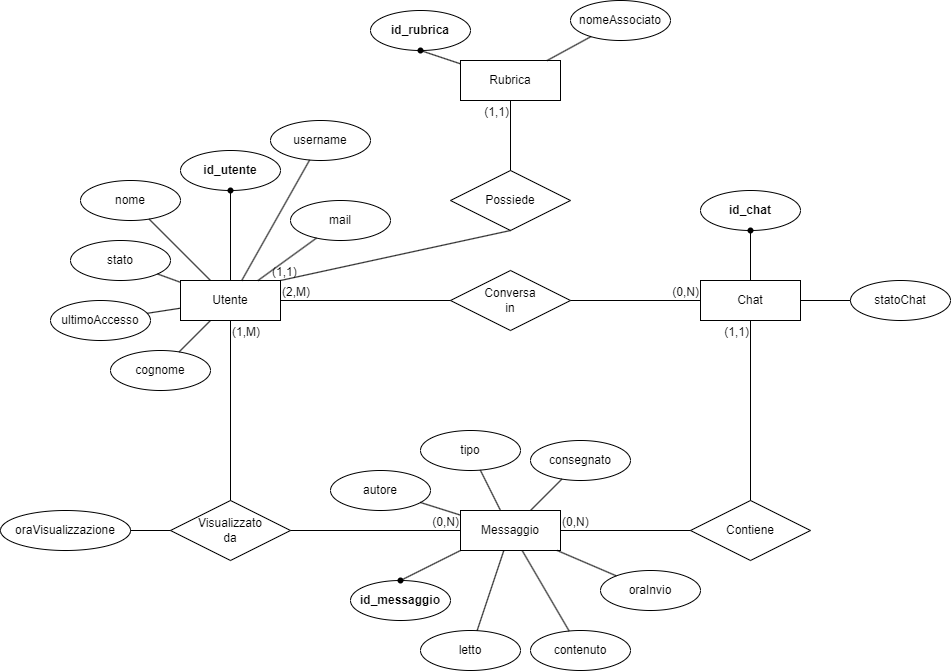 nomeAssociato
id_rubrica
Rubrica
(1,1)
username
id_utente
nome
Possiede
id_chat
mail
stato
(1,1)
Utente
(2,M)
Conversa
in
(0,N)
Chat
statoChat
ultimoAccesso
(1,M)
(1,1)
cognome
tipo
consegnato
autore
oraVisualizzazione
Visualizzato
da
(0,N)
Messaggio
(0,N)
Contiene
id_messaggio
oraInvio
letto
contenuto